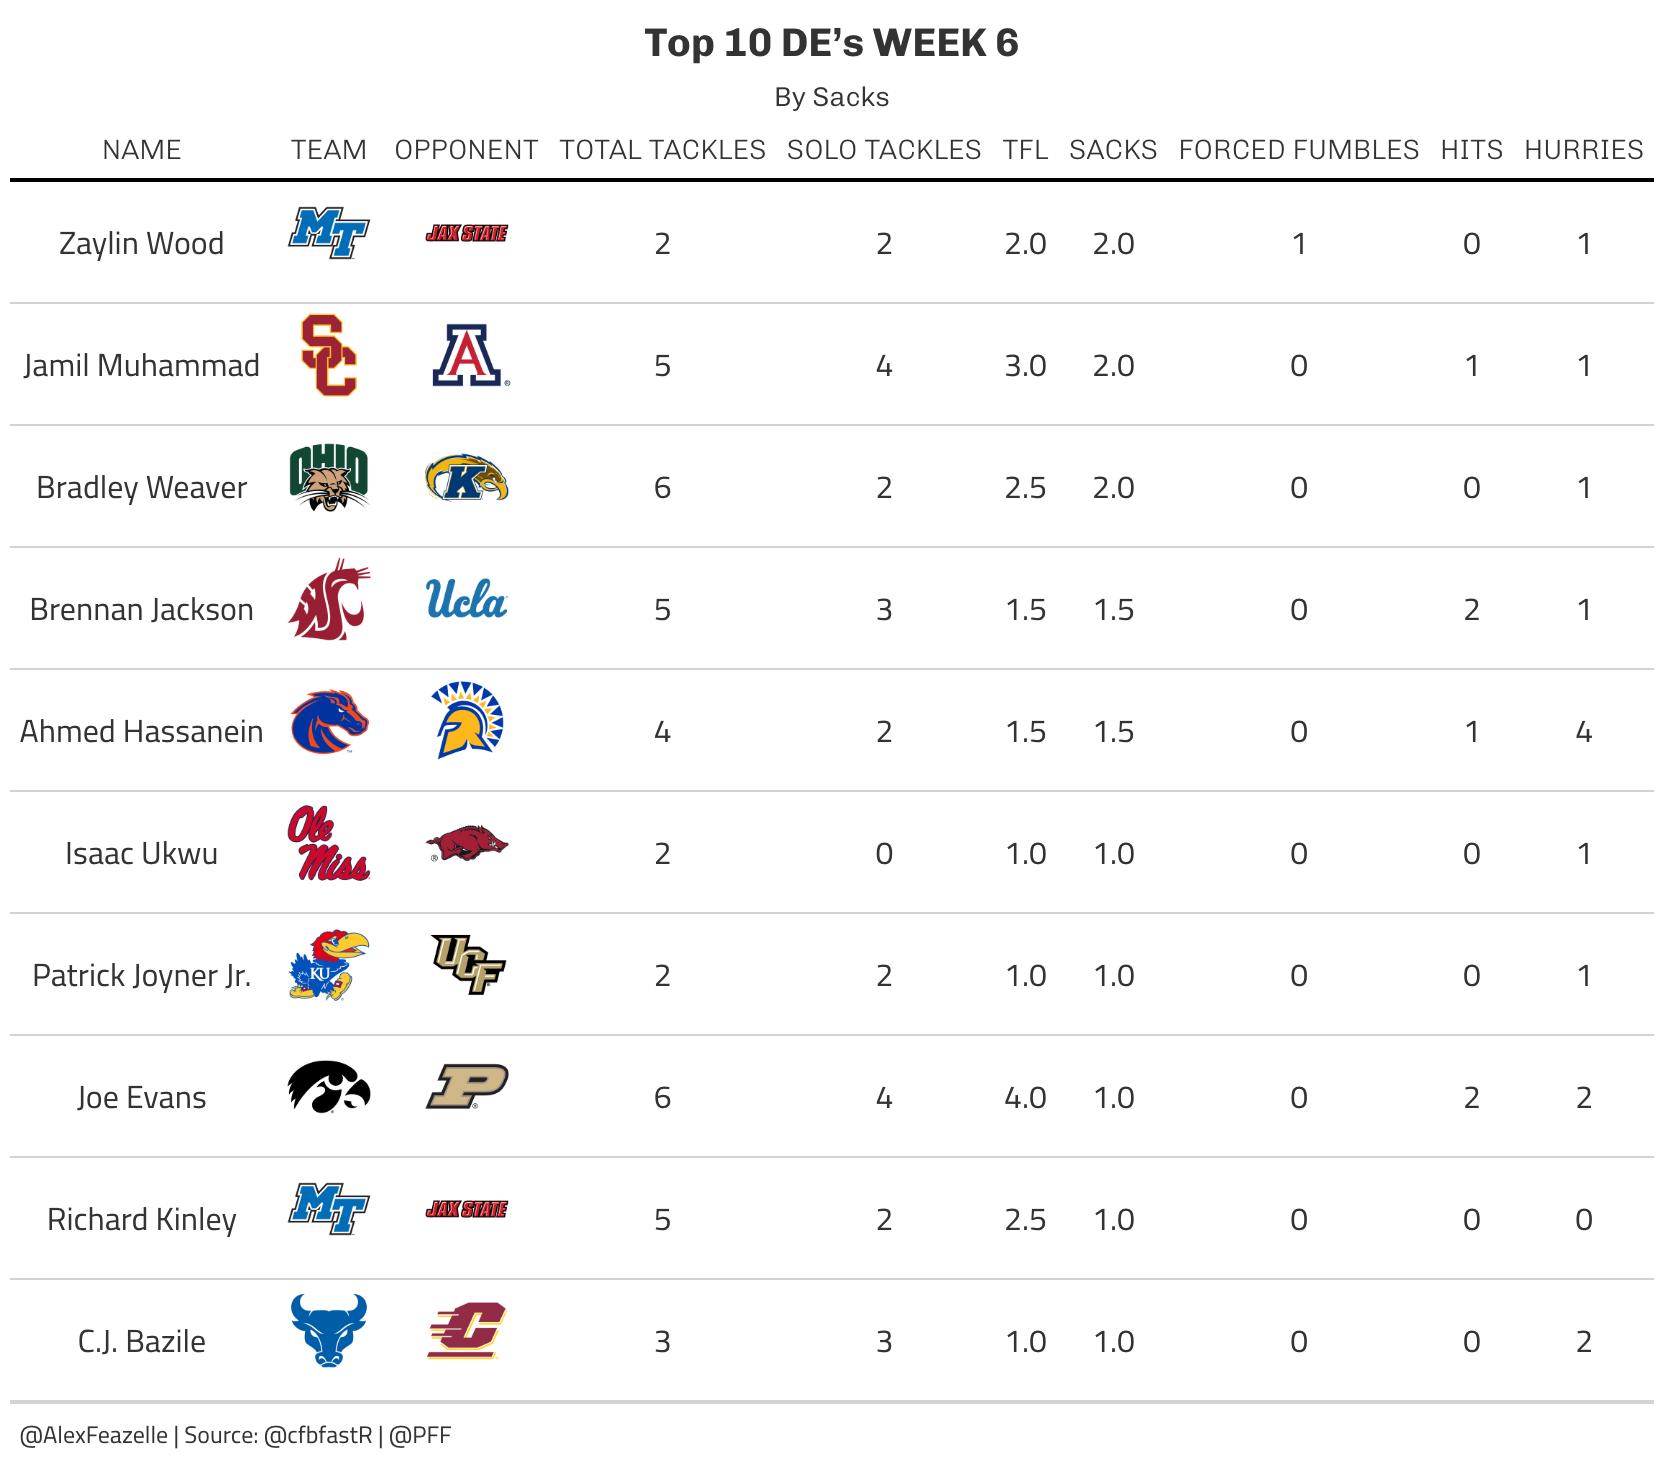 Top 10 DE’s WEEK 6
By Sacks
NAME TEAM OPPONENT TOTAL TACKLES SOLO TACKLES TFL SACKS FORCED FUMBLES HITS HURRIES
Zaylin Wood MT JAX STATE 2 2 2.0 2.0 1 0 1
Jamil Muhammad SC A 5 4 3.0 2.0 0 1 1
Bradley Weaver OHIO K 6 2 2.5 2.0 0 0 1
Brennan Jackson WSC Ucla 5 3 1.5 1.5 0 2 1
Ahmed Hassanein 4 2 1.5 1.5 0 1 4
Isaac Ukwu Ole Miss 2 0 1.0 1.0 0 0 1
Patrick Joyner Jr. KU UCF 2 2 1.0 1.0 0 0 1
Joe Evans P 6 4 4.0 1.0 0 2 2
Richard Kinley MT JAX STATE 5 2 2.5 1.0 0 0 0
C.J. Bazile C 3 3 1.0 1.0 0 0 2
@AlexFeazelle | Source: @cfbfastR | @PFF